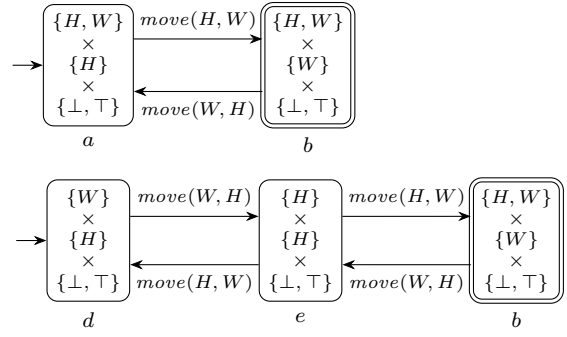 {H, W} move(H, W) {H, W}
× ×
{H} {W}
× ×
{⊥, ⊤} move(W, H) {⊥, ⊤}
a b
{W} move(W, H) {H} move(H, W) {H, W}
× × ×
{H} {H} {W}
× × ×
{⊥, ⊤} move(H, W) {⊥, ⊤} move(W, H) {⊥, ⊤}
d e b